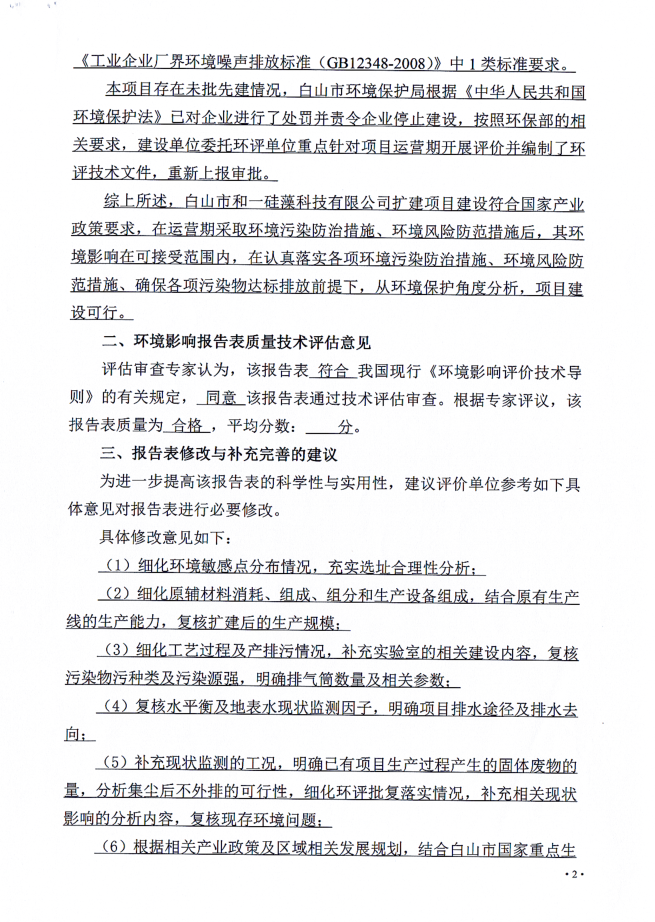 《工业企业厂界环境噪声排放标准（GB12348-2008）》中 1 类标准要求。
本项目存在未批先建情况，白山市环境保护局根据《中华人民共和国
环境保护法》已对企业进行了处罚并责令企业停止建设，按照环保部的相
关要求，建设单位委托环评单位重点针对项目运营期开展评价并编制了环
评技术文件，重新上报审批。
综上所述，白山市和一硅藻科技有限公司扩建项目建设符合国家产业
政策要求，在运营期采取环境污染防治措施、环境风险防范措施后，其环
境影响在可接受范围内，在认真落实各项环境污染防治措施、环境风险防
范措施、确保各项污染物达标排放前提下，从环境保护角度分析，项目建
设可行。
二、环境影响报告表质量技术评估意见
评估审查专家认为，该报告表 符合 我国现行《环境影响评价技术导
则》的有关规定， 同意 该报告表通过技术评估审查。根据专家评议，该
报告表质量为 合格 ，平均分数：____分。
三、报告表修改与补充完善的建议
为进一步提高该报告表的科学性与实用性，建议评价单位参考如下具
体意见对报告表进行必要修改。
具体修改意见如下：
（1）细化环境敏感点分布情况，充实选址合理性分析；
（2）细化原辅材料消耗、组成、组分和生产设备组成，结合原有生产
线的生产能力，复核扩建后的生产规模；
（3）细化工艺过程及产排污情况，补充实验室的相关建设内容，复核
污染物污种类及污染源强，明确排气筒数量及相关参数；
（4）复核水平衡及地表水现状监测因子，明确项目排水途径及排水去
向；
（5）补充现状监测的工况，明确已有项目生产过程产生的固体废物的
量，分析集尘后不外排的可行性，细化环评批复落实情况，补充相关现状
影响的分析内容，复核现存环境问题；
（6）根据相关产业政策及区域相关发展规划，结合白山市国家重点生
·2·